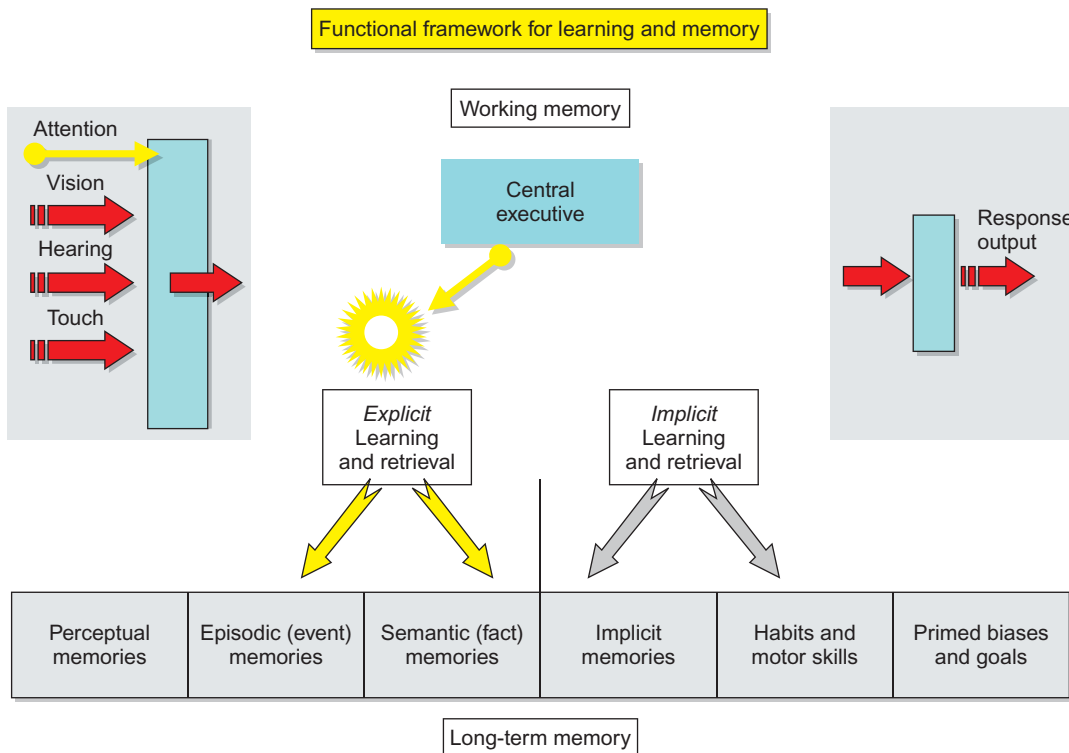 Functional framework for learning and memory
Working memory
Attention
Vision
Hearing
Touch
Central
executive
Response
output
Explicit
Learning
and retrieval
Implicit
Learning
and retrieval
Perceptual
memories
Episodic (event)
memories
Semantic (fact)
memories
Implicit
memories
Habits and
motor skills
Primed biases
and goals
Long-term memory